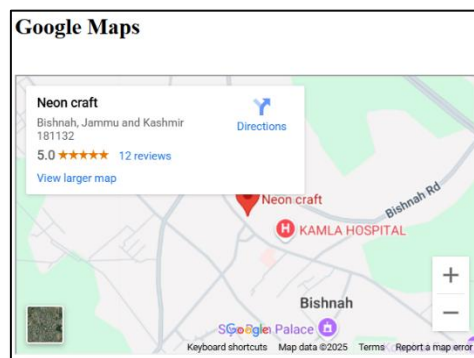 Google Maps
Neon craft
Bishnah, Jammu and Kashmir
181132
Directions
5.0 ★★★★★ 12 reviews
View larger map
Neon craft
Bishnah Rd
KAMLA HOSPITAL
Bishnah
Google
Palace
Keyboard shortcuts Map data ©2025 Terms Report a map error